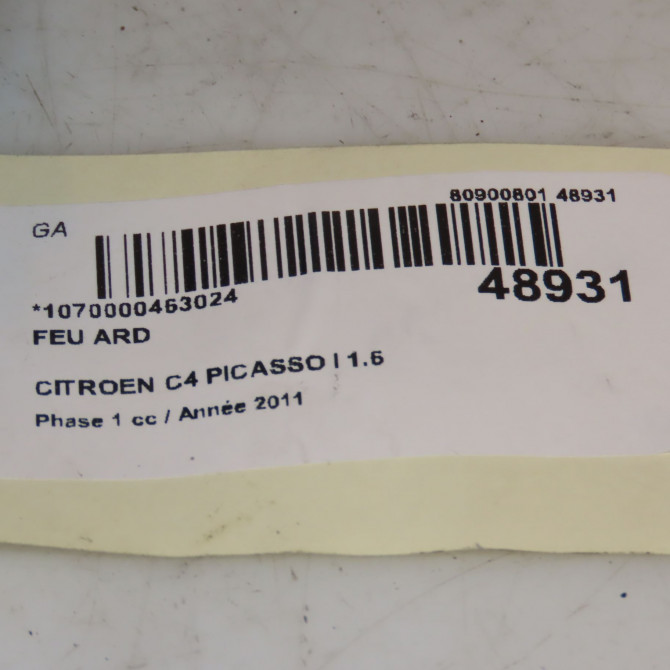 80900801 48931
GA
*1070000463024
48931
FEU ARD
CITROEN C4 PICASSO I 1.6
Phase 1 cc / Année 2011